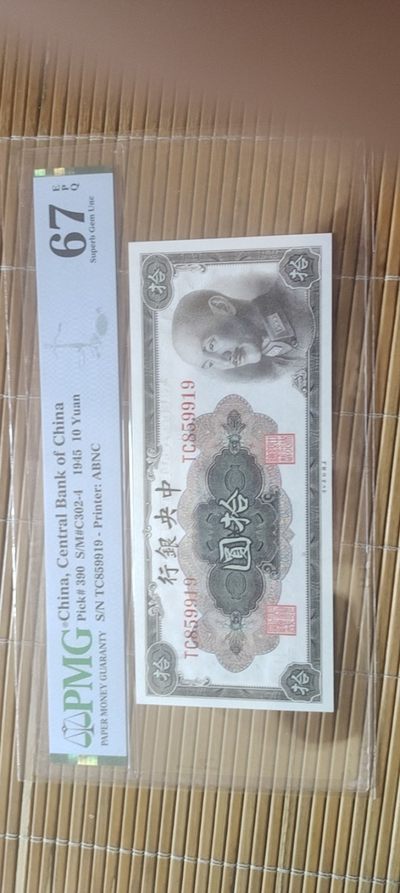 PMG
PAPER MONEY GUARANTY
China, Central Bank of China
Pick# 390 S/M#C302-4 1945 10 Yuan
S/N TC859919 - Printer: ABNC
67
EPQ
Superb Gem Unc
拾
拾
行銀央中
TC859919
TC859919
圓拾
拾
拾